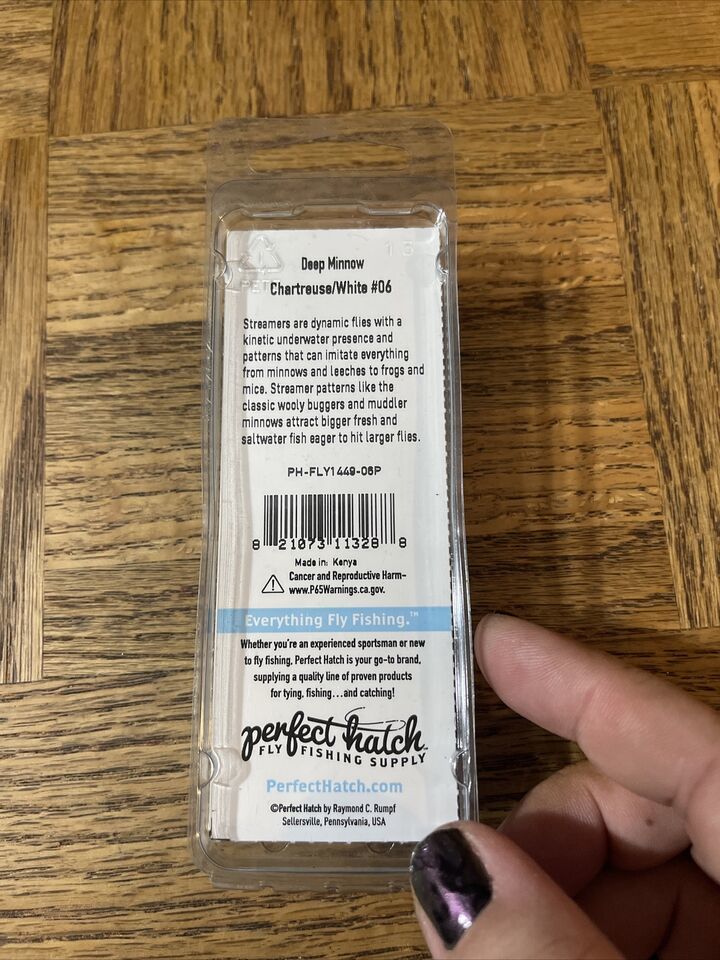 13
PET
Deep Minnow
Chartreuse/White #06
Streamers are dynamic flies with a
kinetic underwater presence and
patterns that can imitate everything
from minnows and leeches to frogs and
mice. Streamer patterns like the
classic wooly buggers and muddler
minnows attract bigger fresh and
saltwater fish eager to hit larger flies.
PH-FLY1449-06P
8 21073 11328 8
Made in: Kenya
Cancer and Reproductive Harm-
www.P65Warnings.ca.gov.
Everything Fly Fishing.™
Whether you're an experienced sportsman or new
to fly fishing, Perfect Hatch is your go-to brand,
supplying a quality line of proven products
for tying, fishing...and catching!
perfect hatch™
FLY FISHING SUPPLY
PerfectHatch.com
©Perfect Hatch by Raymond C. Rumpf
Sellersville, Pennsylvania, USA